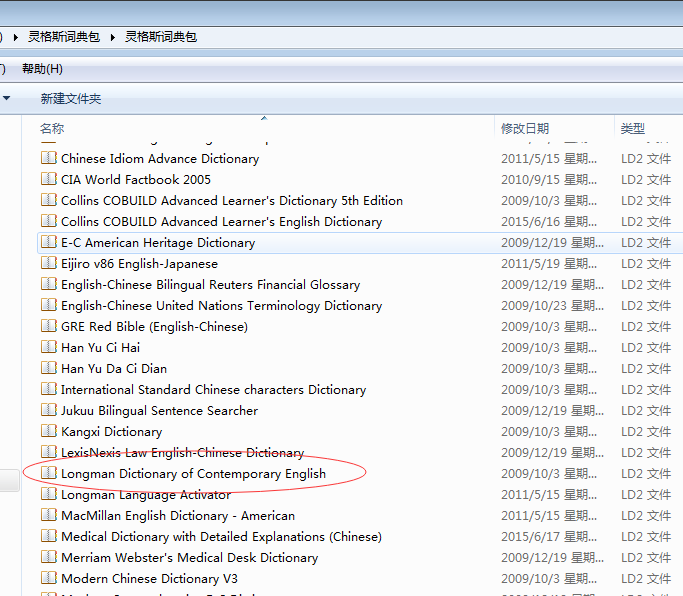 ) ▸ 灵格斯词典包 ▸ 灵格斯词典包
T) 帮助(H)
新建文件夹
名称 修改日期 类型
Chinese Idiom Advance Dictionary 2011/5/15 星期... LD2 文件
CIA World Factbook 2005 2010/9/15 星期... LD2 文件
Collins COBUILD Advanced Learner's Dictionary 5th Edition 2009/10/3 星期... LD2 文件
Collins COBUILD Advanced Learner's English Dictionary 2015/6/16 星期... LD2 文件
E-C American Heritage Dictionary 2009/12/19 星期... LD2 文件
Eijiro v86 English-Japanese 2011/5/19 星期... LD2 文件
English-Chinese Bilingual Reuters Financial Glossary 2009/12/19 星期... LD2 文件
English-Chinese United Nations Terminology Dictionary 2009/10/23 星期... LD2 文件
GRE Red Bible (English-Chinese) 2009/10/3 星期... LD2 文件
Han Yu Ci Hai 2009/10/3 星期... LD2 文件
Han Yu Da Ci Dian 2009/10/3 星期... LD2 文件
International Standard Chinese characters Dictionary 2009/10/3 星期... LD2 文件
Jukuu Bilingual Sentence Searcher 2009/12/19 星期... LD2 文件
Kangxi Dictionary 2009/10/3 星期... LD2 文件
LexisNexis Law English-Chinese Dictionary 2009/12/19 星期... LD2 文件
Longman Dictionary of Contemporary English 2009/10/3 星期... LD2 文件
Longman Language Activator 2011/5/15 星期... LD2 文件
MacMillan English Dictionary - American 2011/5/15 星期... LD2 文件
Medical Dictionary with Detailed Explanations (Chinese) 2015/6/17 星期... LD2 文件
Merriam Webster's Medical Desk Dictionary 2009/12/19 星期... LD2 文件
Modern Chinese Dictionary V3 2009/10/3 星期... LD2 文件